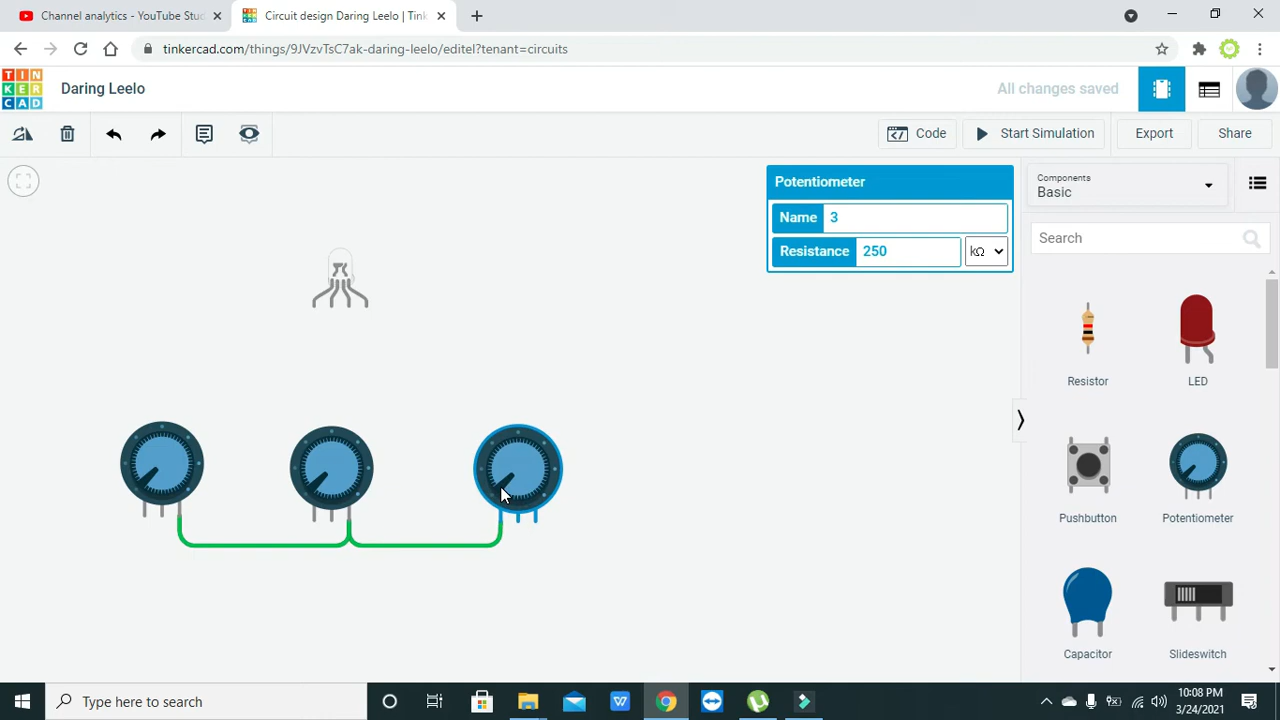 Channel analytics - YouTube Stu
Circuit design Daring Leelo | Tink
tinkercad.com/things/9JVzvTsC7ak-daring-leelo/editel?tenant=circuits
TIN
KER
CAD
Daring Leelo
All changes saved
Code
Start Simulation
Export
Share
Potentiometer
Name 3
Resistance 250 kΩ
Components
Basic
Search
Resistor
LED
Pushbutton
Potentiometer
Capacitor
Slideswitch
Type here to search
10:08 PM
3/24/2021